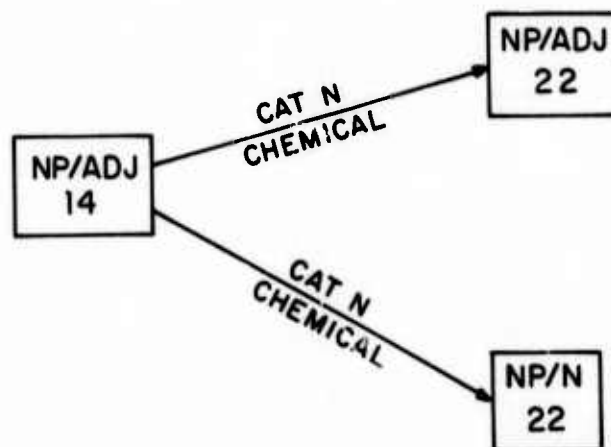 NP/ADJ
22
CAT N
CHEMICAL
NP/ADJ
14
CAT N
CHEMICAL
NP/N
22